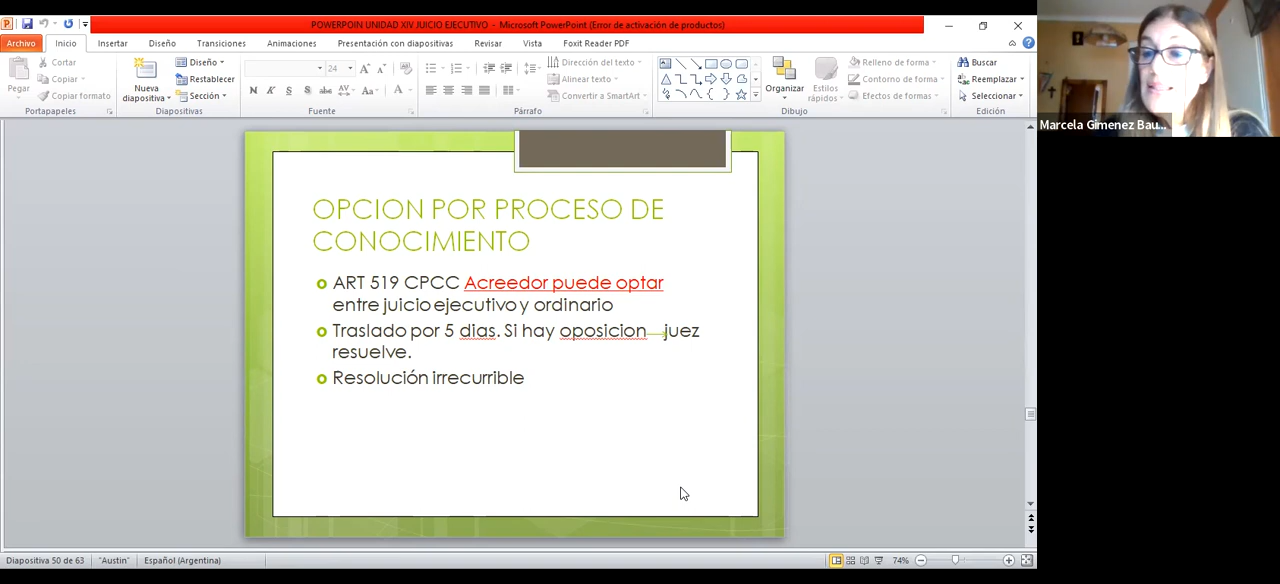 POWERPOIN UNIDAD XIV JUICIO EJECUTIVO - Microsoft PowerPoint (Error de activación de productos)
Archivo Inicio Insertar Diseño Transiciones Animaciones Presentación con diapositivas Revisar Vista Foxit Reader PDF
Pegar
Cortar
Copiar
Copiar formato
Portapapeles
Nueva
diapositiva
Diseño
Restablecer
Sección
Diapositivas
24
N K S S abc AV Aa A
Fuente
Dirección del texto
Alinear texto
Convertir a SmartArt
Párrafo
Organizar
Estilos
rápidos
Relleno de forma
Contorno de forma
Efectos de formas
Dibujo
Buscar
Reemplazar
Seleccionar
Edición
Marcela Gimenez Bau...
OPCION POR PROCESO DE
CONOCIMIENTO
ART 519 CPCC Acreedor puede optar
entre juicio ejecutivo y ordinario
Traslado por 5 dias. Si hay oposicion → juez
resuelve.
Resolución irrecurrible
Diapositiva 50 de 63 "Austin" Español (Argentina) 74%